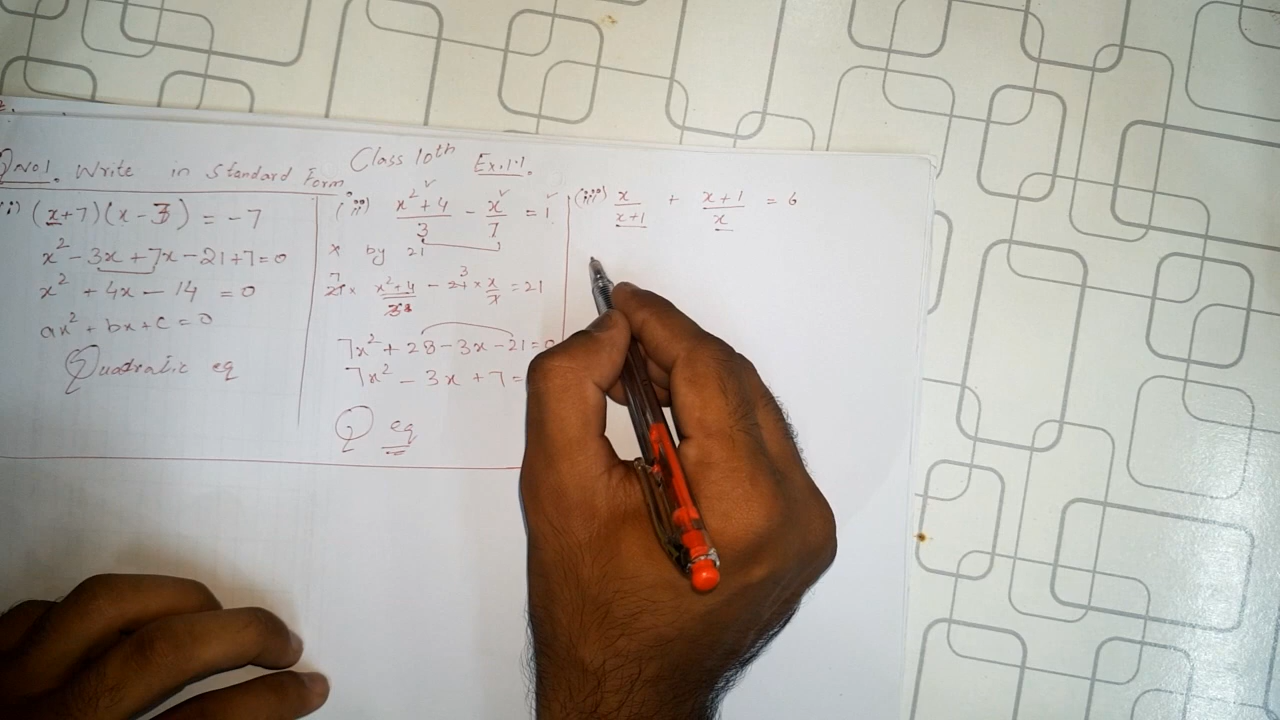 Class 10th Ex 1.1.
QNo1. Write in Standard Form
(i) (x+7)(x-3) = -7
x² - 3x + 7x - 21 + 7 = 0
x² + 4x - 14 = 0
ax² + bx + c = 0
Quadratic eq
(ii) x²+4/3 - x/7 = 1
x by 21
21 x x²+4/3 - 21 x x/7 = 21
7x² + 28 - 3x - 21 = 0
7x² - 3x + 7 =
Q eq
(iii) x/x+1 + x+1/x = 6